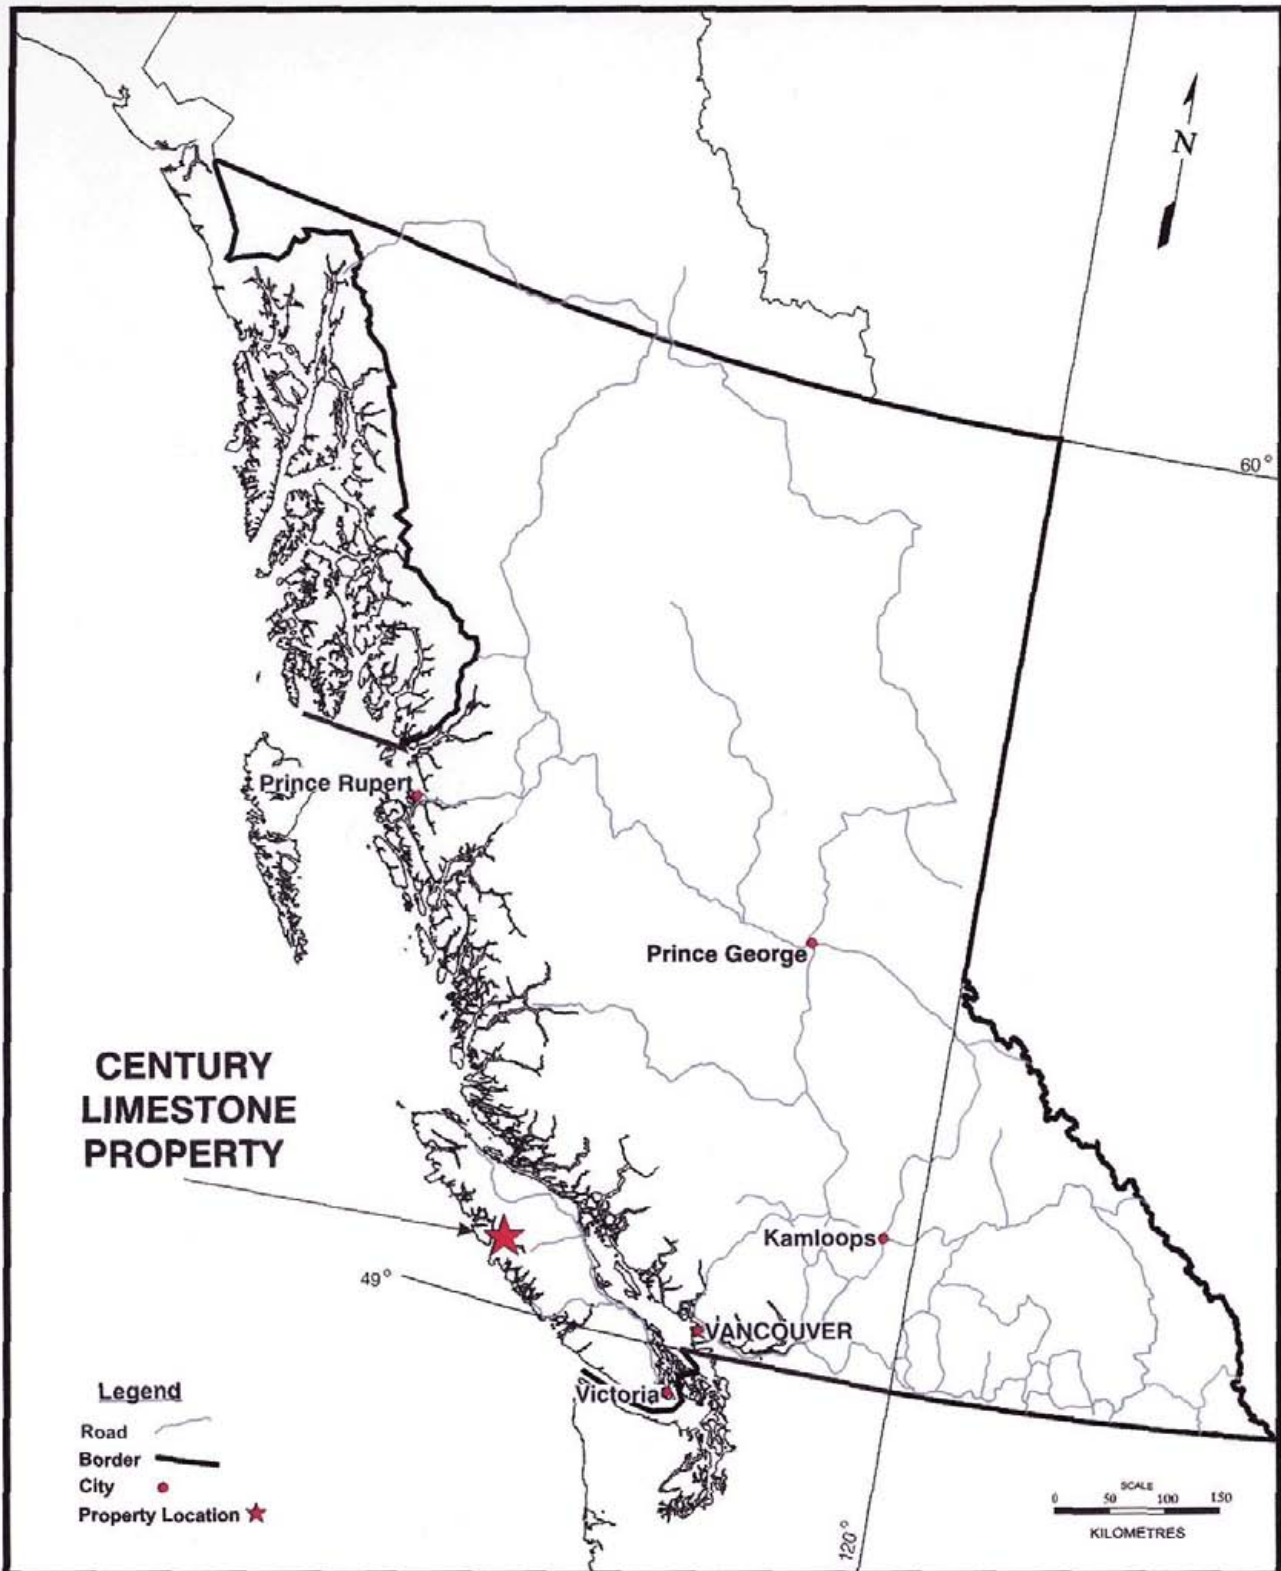 N
60°
Prince Rupert
Prince George
CENTURY
LIMESTONE
PROPERTY
Kamloops
49°
VANCOUVER
Victoria
Legend
Road
Border
City
Property Location
SCALE
0 50 100 150
KILOMETRES
120°